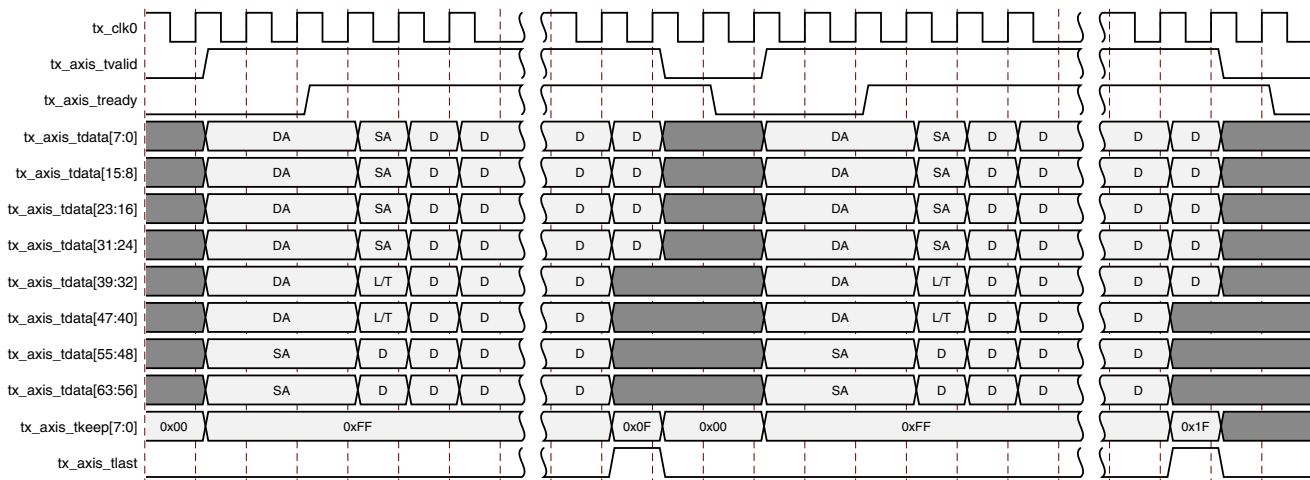 tx_clk0
tx_axis_tvalid
tx_axis_tready
tx_axis_tdata[7:0] DA SA D D D D DA SA D D D D
tx_axis_tdata[15:8] DA SA D D D D DA SA D D D D
tx_axis_tdata[23:16] DA SA D D D D DA SA D D D D
tx_axis_tdata[31:24] DA SA D D D D DA SA D D D D
tx_axis_tdata[39:32] DA L/T D D D DA L/T D D D D
tx_axis_tdata[47:40] DA L/T D D D DA L/T D D D
tx_axis_tdata[55:48] SA D D D D SA D D D D
tx_axis_tdata[63:56] SA D D D D SA D D D D
tx_axis_tkeep[7:0] 0x00 0xFF 0x0F 0x00 0xFF 0x1F
tx_axis_tlast